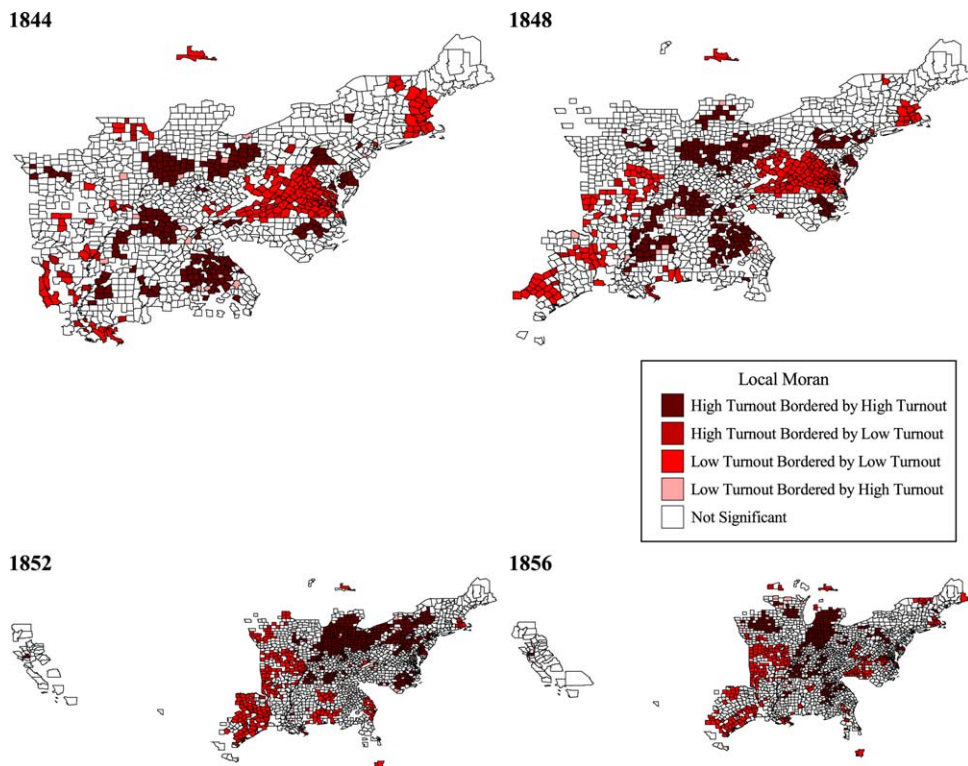 1844
1848
Local Moran
High Turnout Bordered by High Turnout
High Turnout Bordered by Low Turnout
Low Turnout Bordered by Low Turnout
Low Turnout Bordered by High Turnout
Not Significant
1852
1856